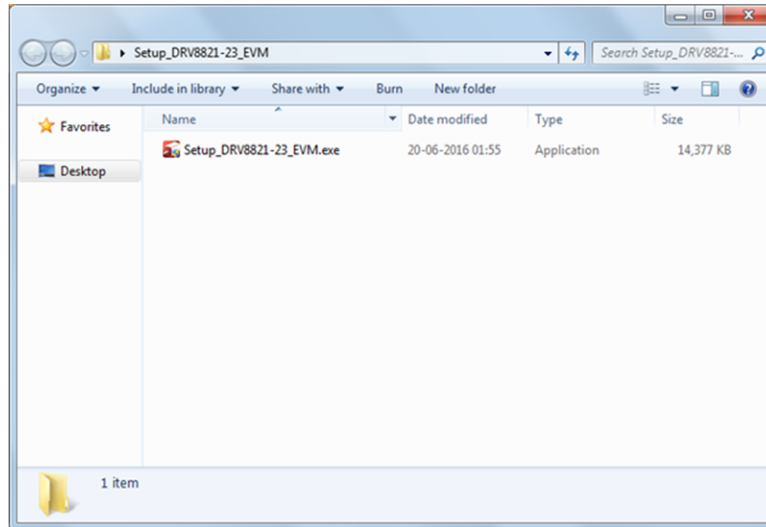 Setup_DRV8821-23_EVM
Search Setup_DRV8821-...
Organize Include in library Share with Burn New folder
Favorites
Desktop
Name Date modified Type Size
Setup_DRV8821-23_EVM.exe 20-06-2016 01:55 Application 14,377 KB
1 item